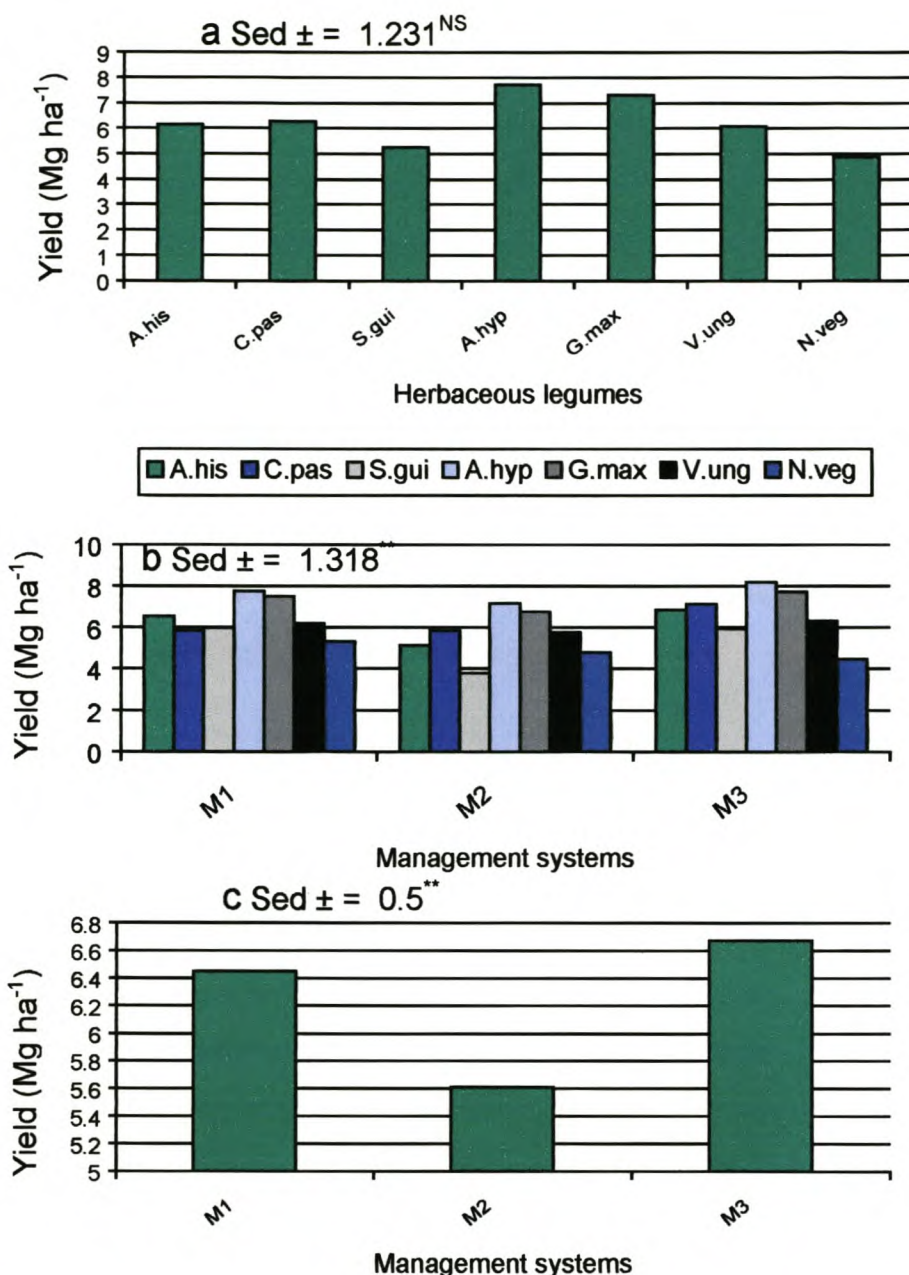 a Sed ± = 1.231NS
Yield (Mg ha-1)
9
8
7
6
5
4
3
2
1
0
A.his C.pas S.gui A.hyp G.max V.ung N.veg
Herbaceous legumes
A.his C.pas S.gui A.hyp G.max V.ung N.veg
b Sed ± = 1.318**
Yield (Mg ha-1)
10
8
6
4
2
0
M1 M2 M3
Management systems
c Sed ± = 0.5**
Yield (Mg ha-1)
6.8
6.6
6.4
6.2
6
5.8
5.6
5.4
5.2
5
M1 M2 M3
Management systems